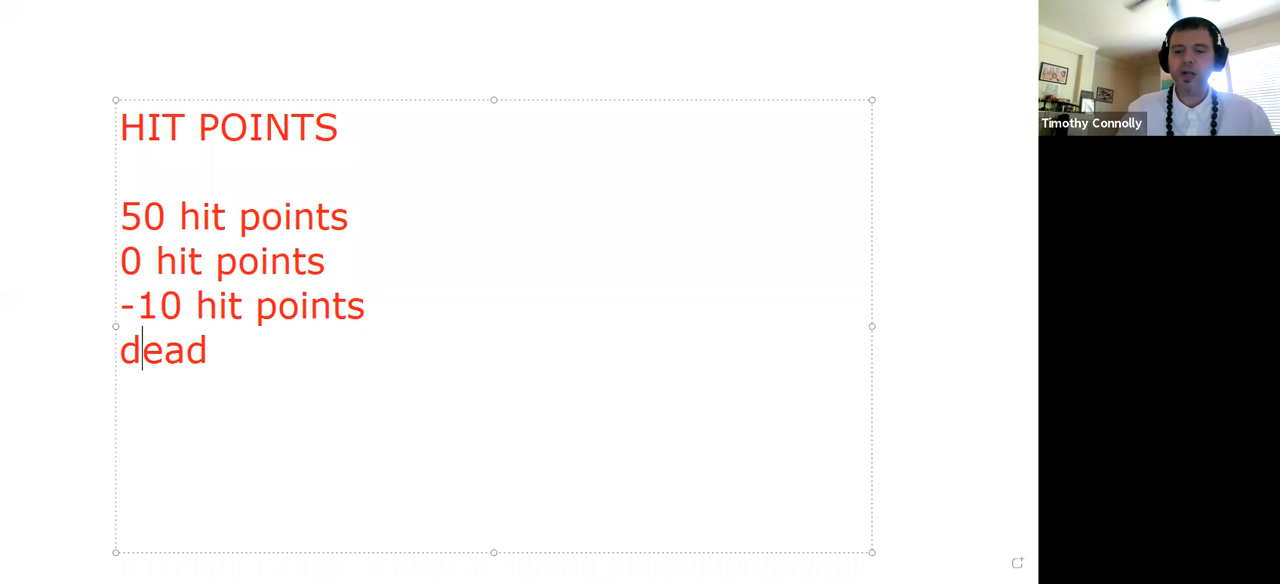 HIT POINTS
50 hit points
0 hit points
-10 hit points
dead
Timothy Connolly